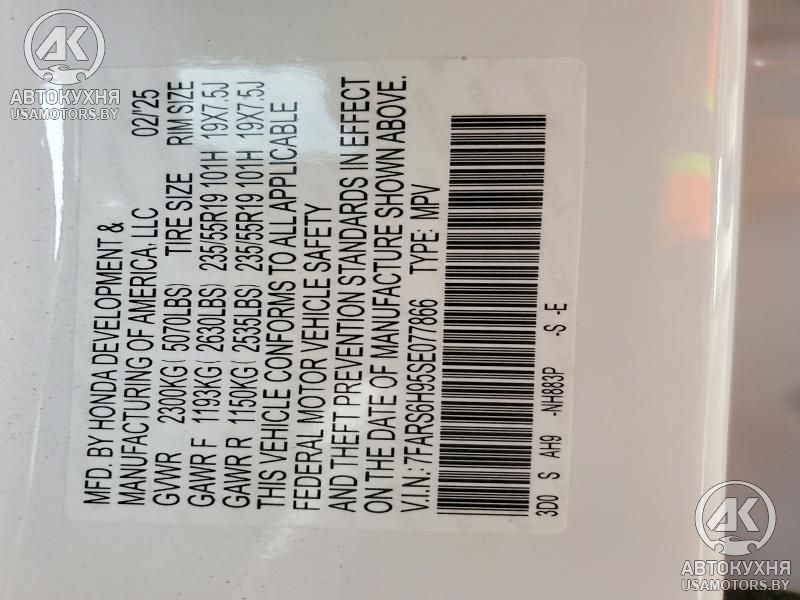 MFD. BY HONDA DEVELOPMENT &
MANUFACTURING OF AMERICA, LLC 02/'25
GVWR 2300KG( 5070LBS) TIRE SIZE RIM SIZE
GAWR F 1193KG( 2630LBS) 235/55R19 101H 19X7.5J
GAWR R 1150KG( 2535LBS) 235/55R19 101H 19X7.5J
THIS VEHICLE CONFORMS TO ALL APPLICABLE
FEDERAL MOTOR VEHICLE SAFETY
AND THEFT PREVENTION STANDARDS IN EFFECT
ON THE DATE OF MANUFACTURE SHOWN ABOVE.
V.I.N.: 7FARS6H95SE077866 TYPE: MPV
3D0 S AH9 -NH883P -S -E
AK
АВТОКУХНЯ
USAMOTORS.BY
AK
АВТОКУХНЯ
USAMOTORS.BY